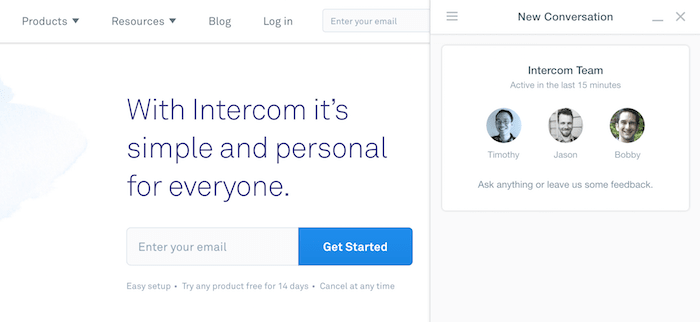 Products Resources Blog Log in Enter your email
With Intercom it's
simple and personal
for everyone.
Enter your email Get Started
Easy setup • Try any product free for 14 days • Cancel at any time
New Conversation
Intercom Team
Active in the last 15 minutes
Timothy Jason Bobby
Ask anything or leave us some feedback.